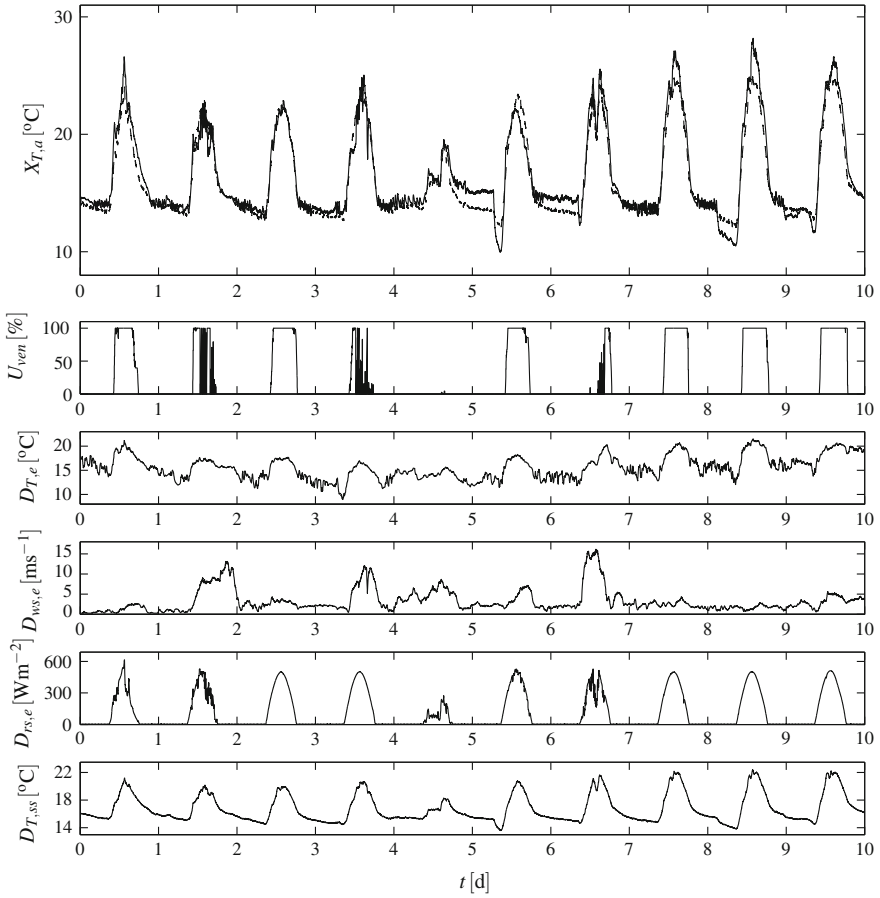 30
20
10
X_{T,a} [°C]
0 1 2 3 4 5 6 7 8 9 10
100
50
0
U_{ven} [%]
0 1 2 3 4 5 6 7 8 9 10
20
15
10
D_{T,e} [°C]
0 1 2 3 4 5 6 7 8 9 10
15
10
5
0
D_{ws,e} [ms^{−1}]
0 1 2 3 4 5 6 7 8 9 10
600
300
0
D_{rs,e} [Wm^{−2}]
0 1 2 3 4 5 6 7 8 9 10
22
18
14
D_{T,ss} [°C]
0 1 2 3 4 5 6 7 8 9 10
t [d]